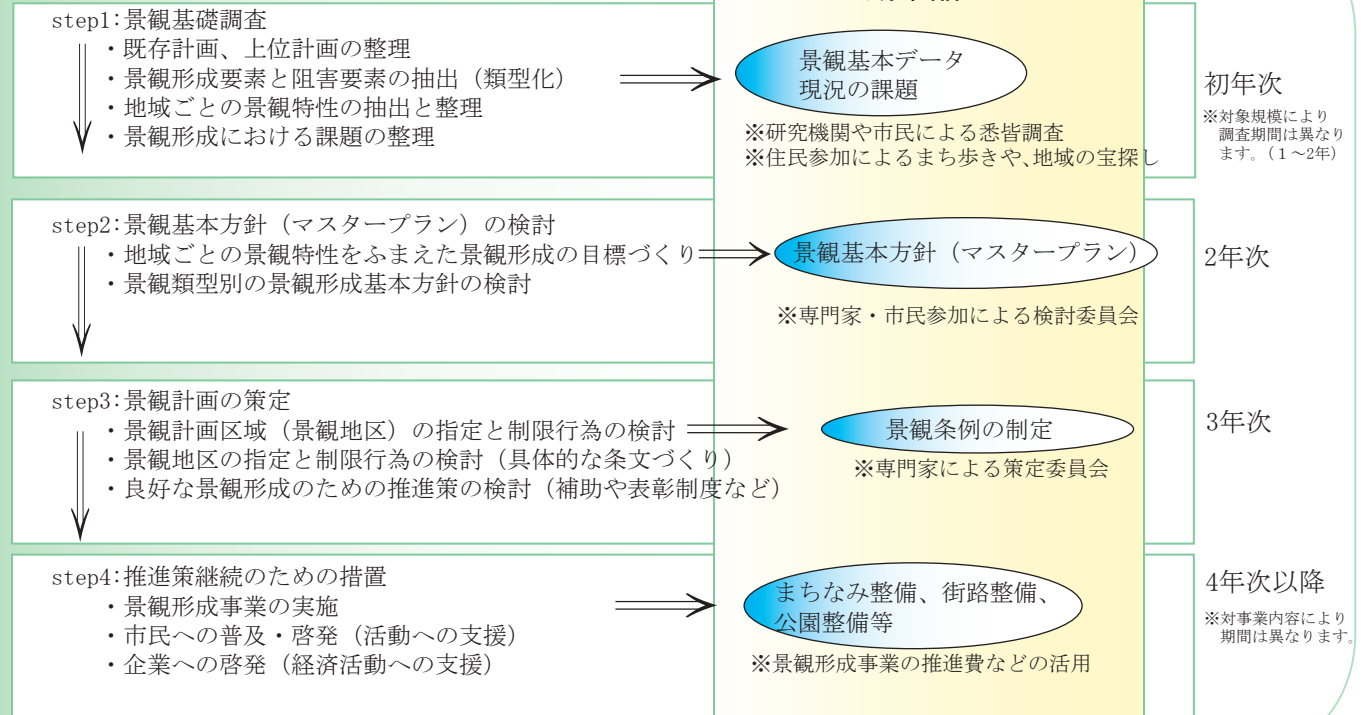 step1:景観基礎調査
・既存計画、上位計画の整理
・景観形成要素と阻害要素の抽出（類型化）
・地域ごとの景観特性の抽出と整理
・景観形成における課題の整理
景観基本データ
現況の課題
※研究機関や市民による悉皆調査
※住民参加によるまち歩きや、地域の宝探し
初年次
※対象規模により
調査期間は異なり
ます。（1～2年）
step2:景観基本方針（マスタープラン）の検討
・地域ごとの景観特性をふまえた景観形成の目標づくり
・景観類型別の景観形成基本方針の検討
景観基本方針（マスタープラン）
※専門家・市民参加による検討委員会
2年次
step3:景観計画の策定
・景観計画区域（景観地区）の指定と制限行為の検討
・景観地区の指定と制限行為の検討（具体的な条文づくり）
・良好な景観形成のための推進策の検討（補助や表彰制度など）
景観条例の制定
※専門家による策定委員会
3年次
step4:推進策継続のための措置
・景観形成事業の実施
・市民への普及・啓発（活動への支援）
・企業への啓発（経済活動への支援）
まちなみ整備、街路整備、
公園整備等
※景観形成事業の推進費などの活用
4年次以降
※対事業内容により
期間は異なります。